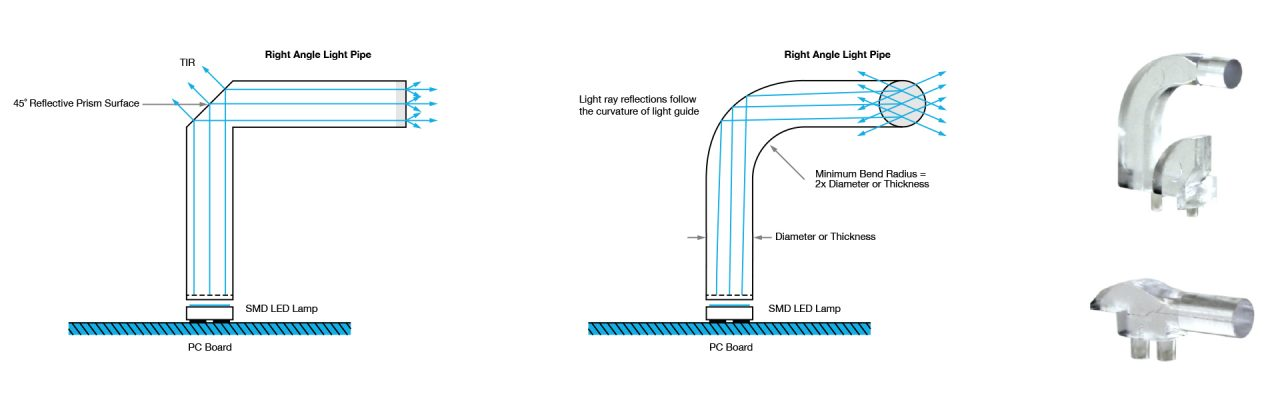 Right Angle Light Pipe
TIR
45° Reflective Prism Surface
SMD LED Lamp
PC Board
Right Angle Light Pipe
Light ray reflections follow
the curvature of light guide
Minimum Bend Radius =
2x Diameter or Thickness
Diameter or Thickness
SMD LED Lamp
PC Board